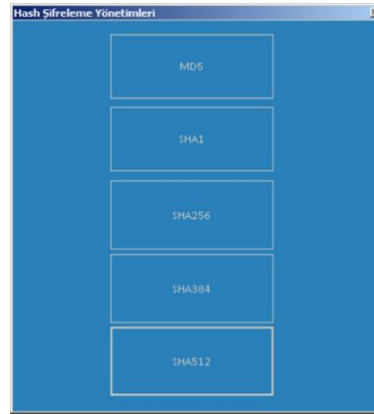 Hash Şifreleme Yönetimleri
MD5
SHA1
SHA256
SHA384
SHA512